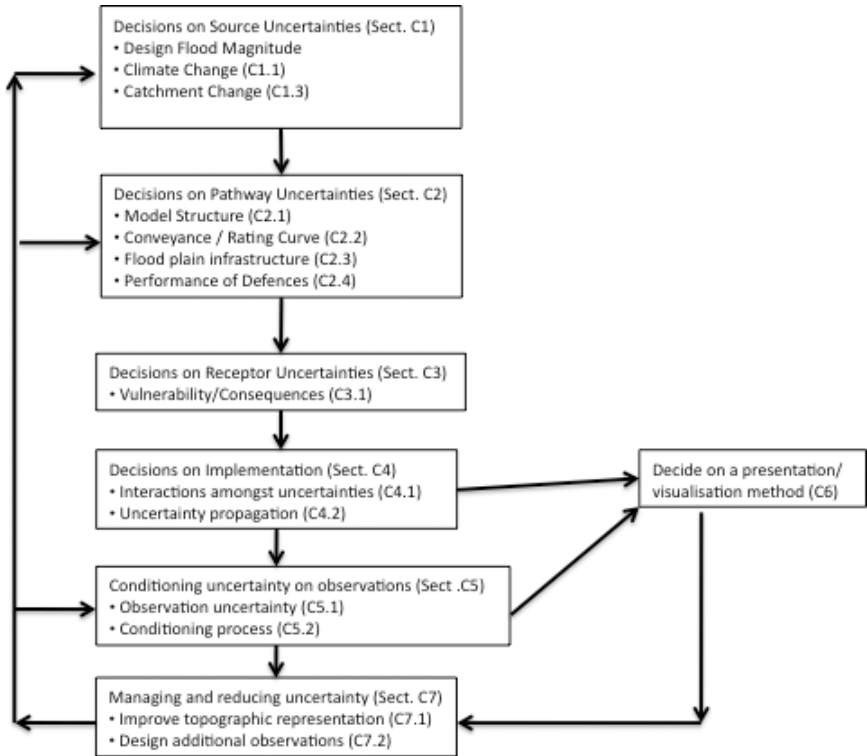 Decisions on Source Uncertainties (Sect. C1)
• Design Flood Magnitude
• Climate Change (C1.1)
• Catchment Change (C1.3)
Decisions on Pathway Uncertainties (Sect. C2)
• Model Structure (C2.1)
• Conveyance / Rating Curve (C2.2)
• Flood plain infrastructure (C2.3)
• Performance of Defences (C2.4)
Decisions on Receptor Uncertainties (Sect. C3)
• Vulnerability/Consequences (C3.1)
Decisions on Implementation (Sect. C4)
• Interactions amongst uncertainties (C4.1)
• Uncertainty propagation (C4.2)
Decide on a presentation/
visualisation method (C6)
Conditioning uncertainty on observations (Sect .C5)
• Observation uncertainty (C5.1)
• Conditioning process (C5.2)
Managing and reducing uncertainty (Sect. C7)
• Improve topographic representation (C7.1)
• Design additional observations (C7.2)